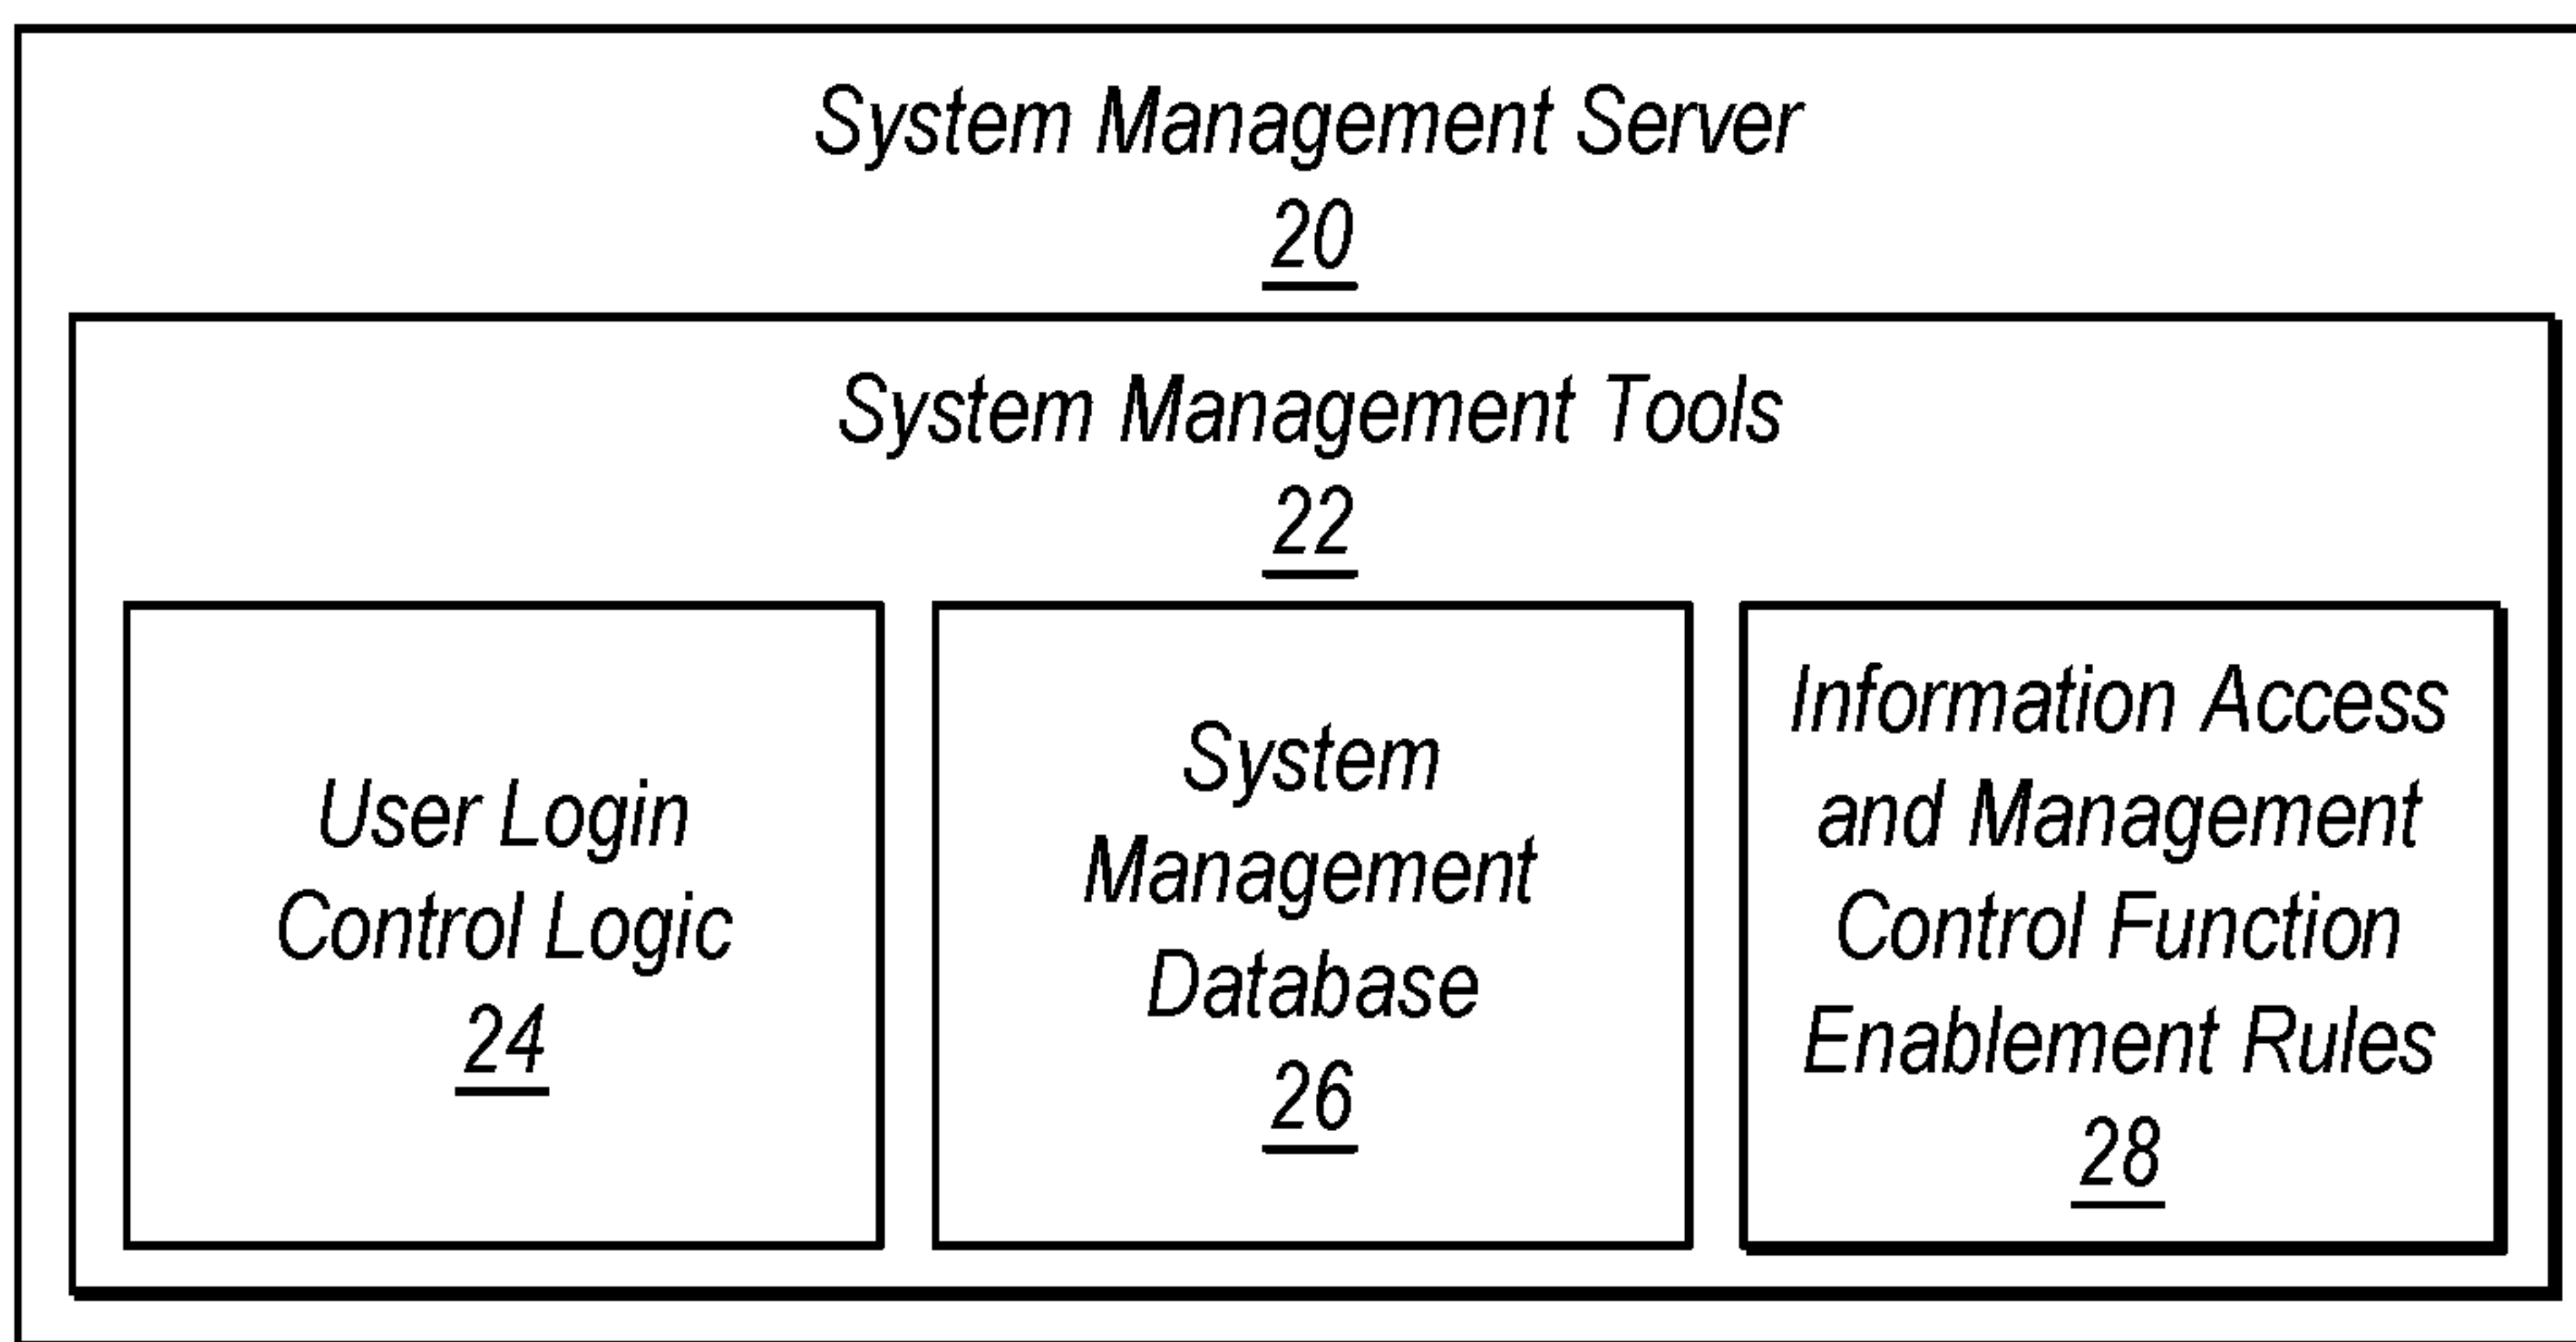 System Management Server
20
System Management Tools
22
User Login
Control Logic
24
System
Management
Database
26
Information Access
and Management
Control Function
Enablement Rules
28